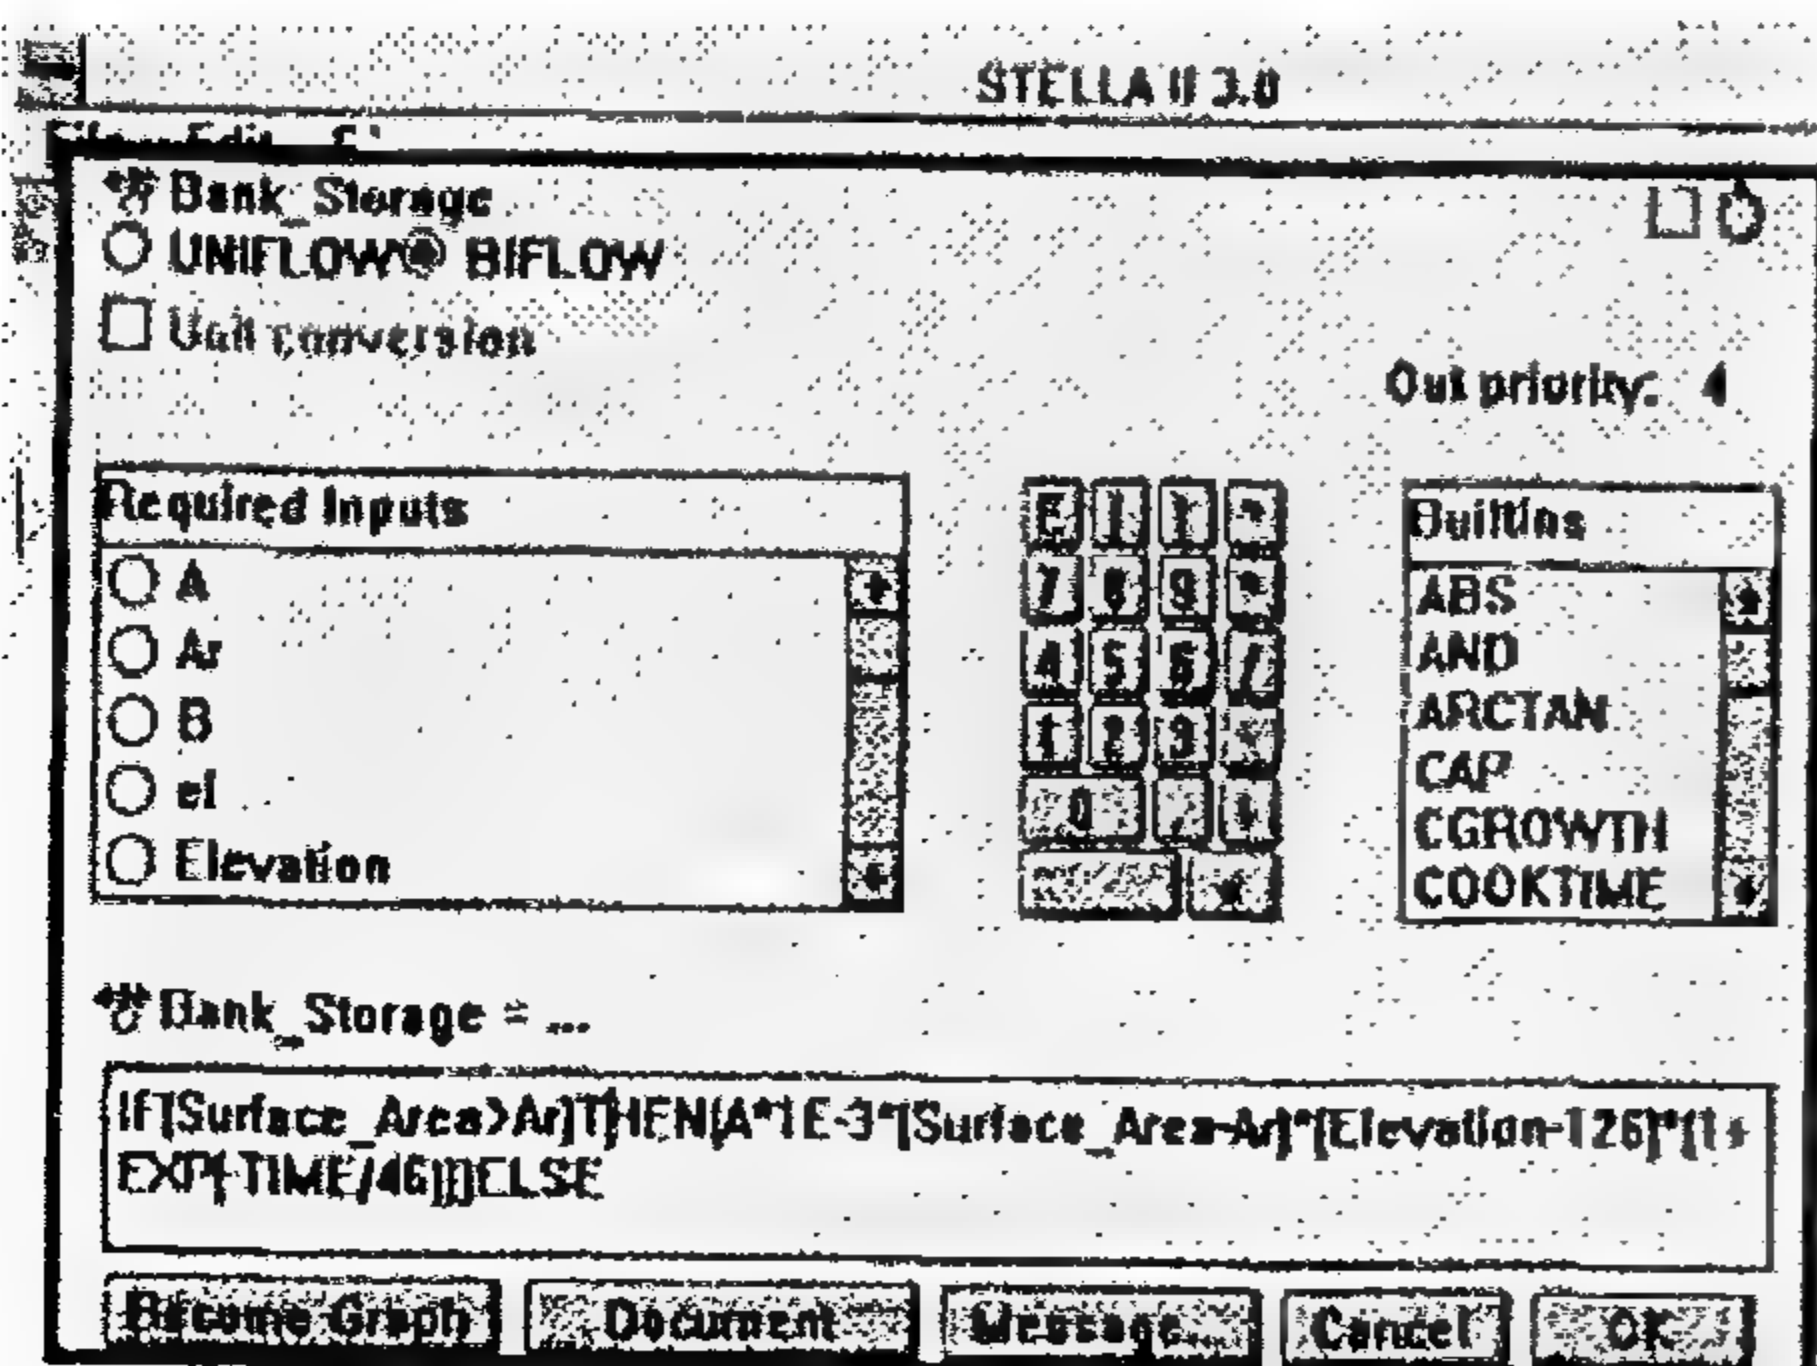 STELLA II 3.0
File Edit
Bank_Storage
UNIFLOW BIFLOW
Unit conversion
Out priority: 4
Required Inputs
A
Ar
B
el
Elevation
E ( ) ^
7 8 9 *
4 5 6 /
1 2 3 -
0 . +
Builtins
ABS
AND
ARCTAN
CAP
CGROWTH
COOKTIME
Bank_Storage = ...
IF(Surface_Area>Ar)THEN(A*1E-3*(Surface_Area-Ar)*(Elevation-126)*(1+
EXP(-TIME/46)))ELSE
Become Graph
Document
Message...
Cancel
OK